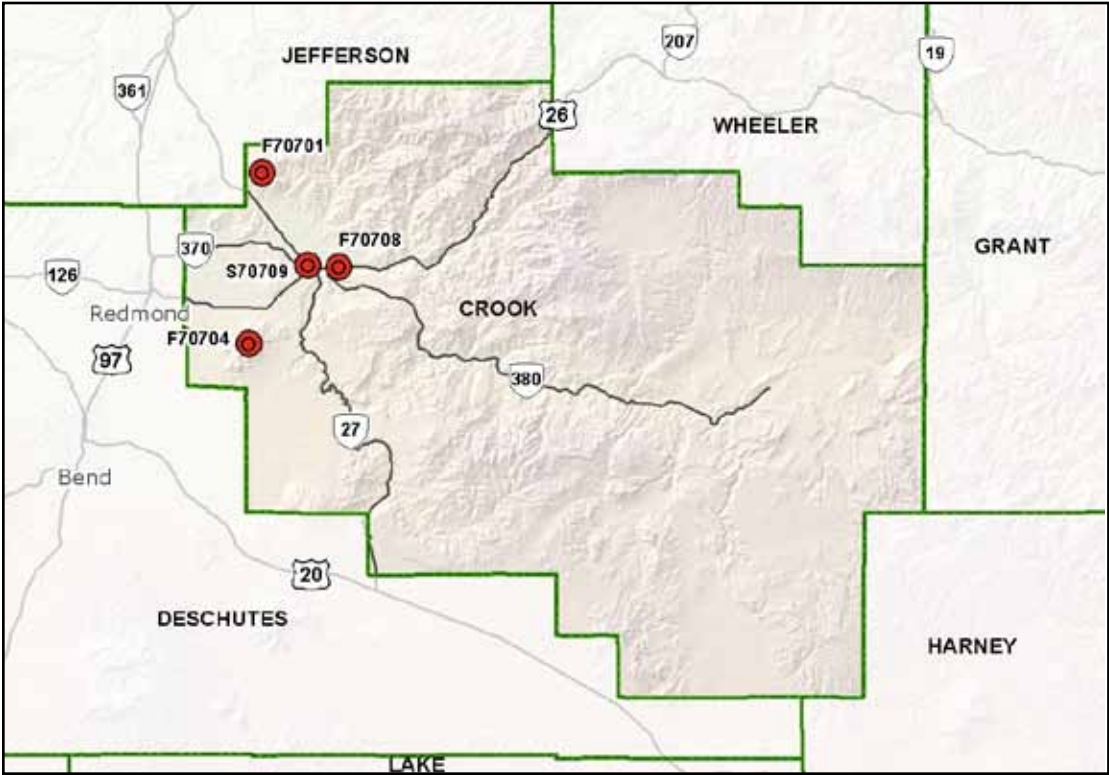 JEFFERSON
207
19
361
26
WHEELER
F70701
F70708
370
GRANT
S70709
126
CROOK
Redmond
F70704
97
380
27
Bend
20
DESCHUTES
HARNEY
LAKE